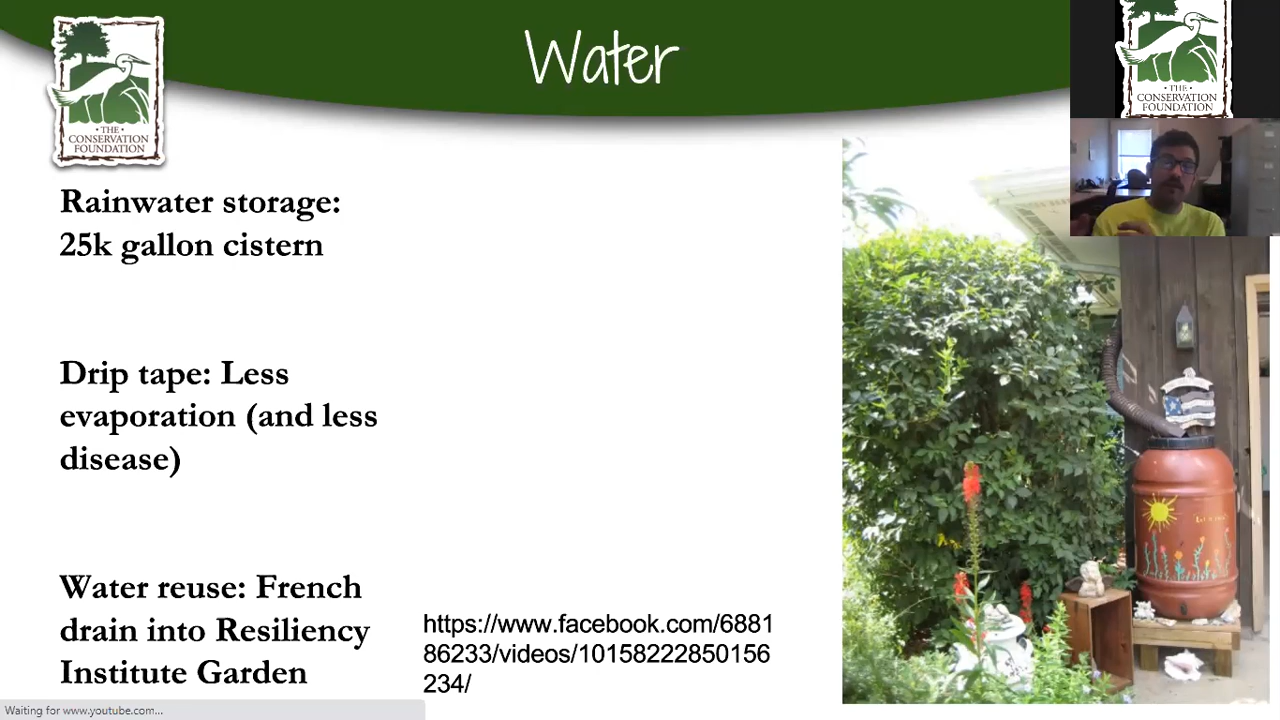 Water
THE
CONSERVATION
FOUNDATION
THE
CONSERVATION
FOUNDATION
Rainwater storage:
25k gallon cistern
Drip tape: Less
evaporation (and less
disease)
Water reuse: French
drain into Resiliency
Institute Garden
https://www.facebook.com/6881
86233/videos/10158222850156
234/
Waiting for www.youtube.com...